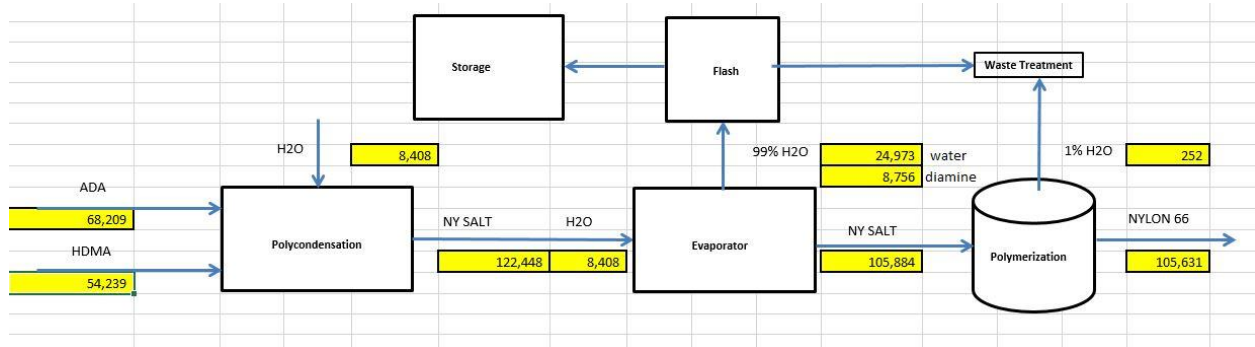 Storage
Flash
Waste Treatment
H2O
8,408
99% H2O
24,973 water
8,756 diamine
1% H2O
252
ADA
68,209
HDMA
54,239
Polycondensation
NY SALT
H2O
122,448
8,408
Evaporator
NY SALT
105,884
Polymerization
NYLON 66
105,631